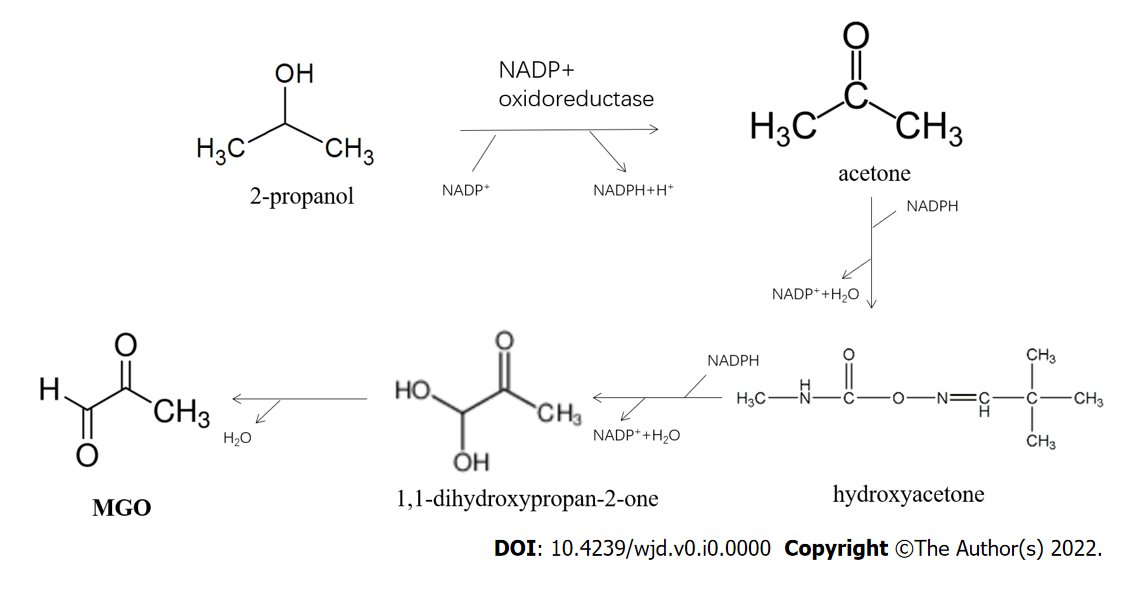 OH
H₃C
CH₃
2-propanol
NADP+
oxidoreductase
NADP⁺
NADPH+H⁺
O
H₃C
C
CH₃
acetone
NADPH
NADP⁺+H₂O
O
H
CH₃
O
MGO
H₂O
O
HO
CH₃
OH
1,1-dihydroxypropan-2-one
NADPH
NADP⁺+H₂O
O
CH₃
H₃C N H C O N C H C CH₃
CH₃
hydroxyacetone
DOI: 10.4239/wjd.v0.i0.0000 Copyright ©The Author(s) 2022.